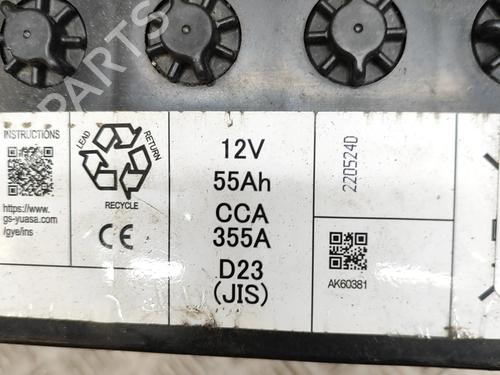 PARTS
INSTRUCTIONS
https://www.
gs-yuasa.com
/gye/ins
LEAD
RETURN
RECYCLE
CE
12V
55Ah
CCA
355A
D23
(JIS)
220524D
AK60381